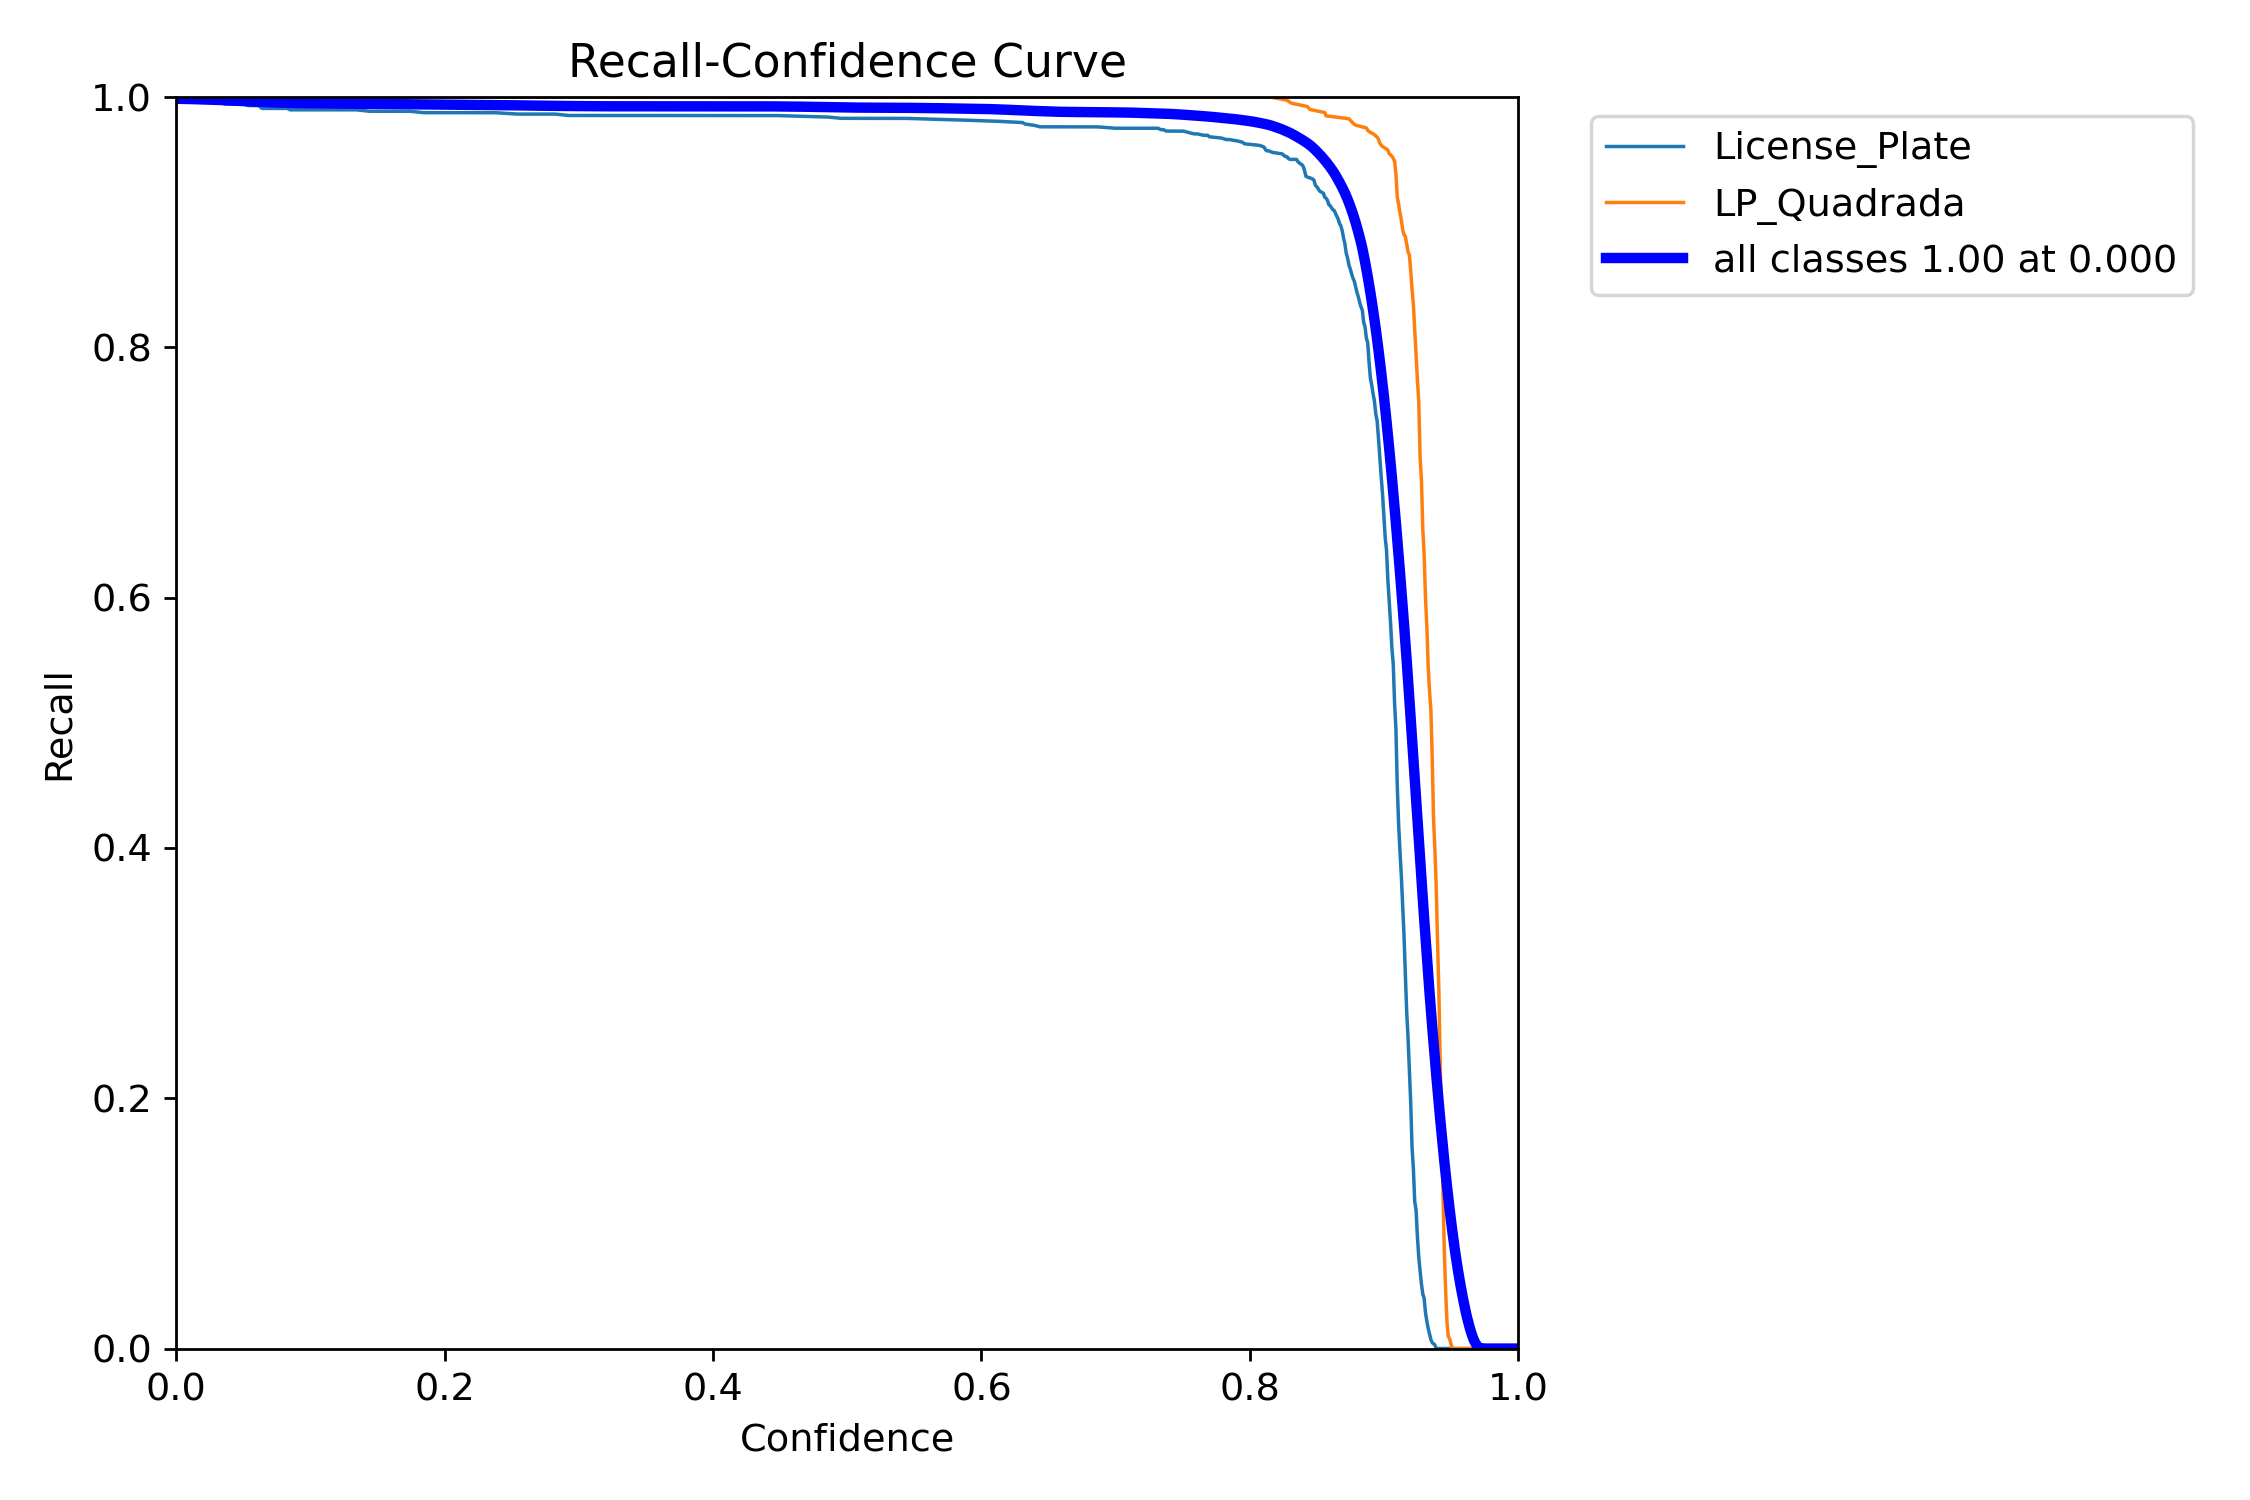 Recall-Confidence Curve
1.0
0.8
0.6
0.4
0.2
0.0
Recall
0.0 0.2 0.4 0.6 0.8 1.0
Confidence
License_Plate
LP_Quadrada
all classes 1.00 at 0.000